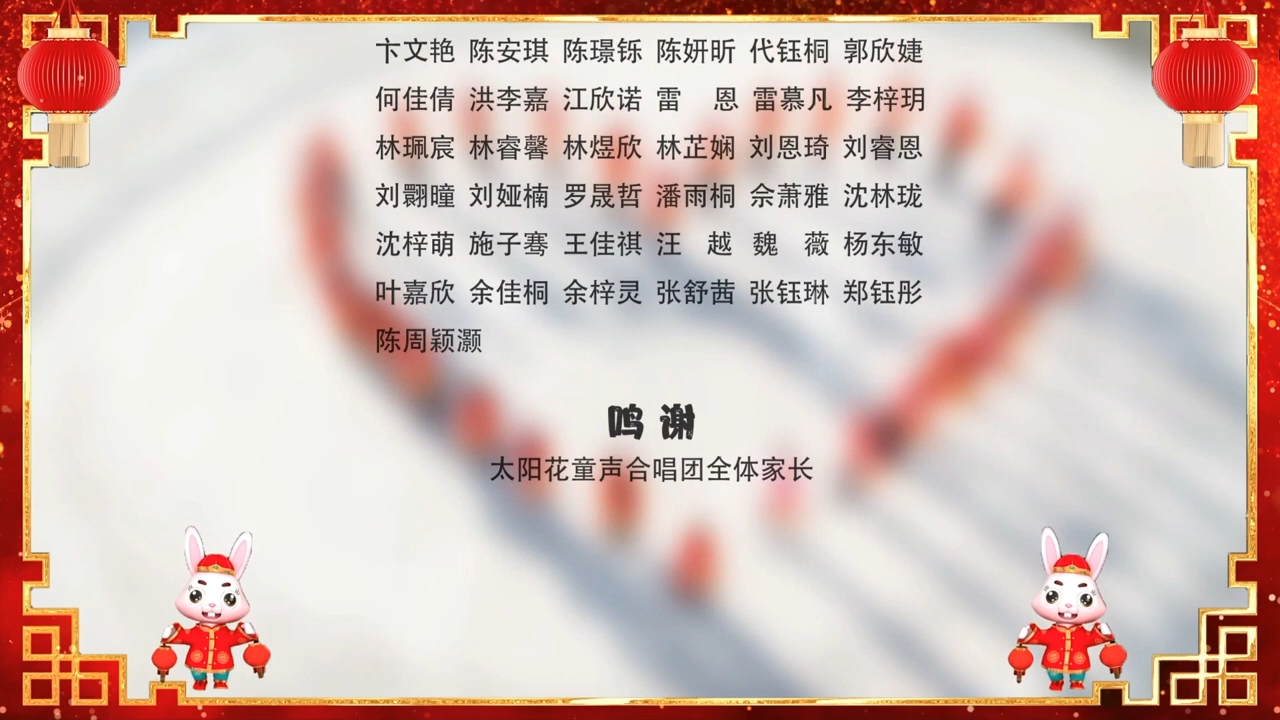 卞文艳 陈安琪 陈璟铄 陈妍昕 代钰桐 郭欣婕
何佳倩 洪李嘉 江欣诺 雷 恩 雷慕凡 李梓玥
林珮宸 林睿馨 林煜欣 林芷娴 刘恩琦 刘睿恩
刘翾曈 刘娅楠 罗晟哲 潘雨桐 佘萧雅 沈林珑
沈梓萌 施子骞 王佳祺 汪 越 魏 薇 杨东敏
叶嘉欣 余佳桐 余梓灵 张舒茜 张钰琳 郑钰彤
陈周颖灏
鸣 谢
太阳花童声合唱团全体家长